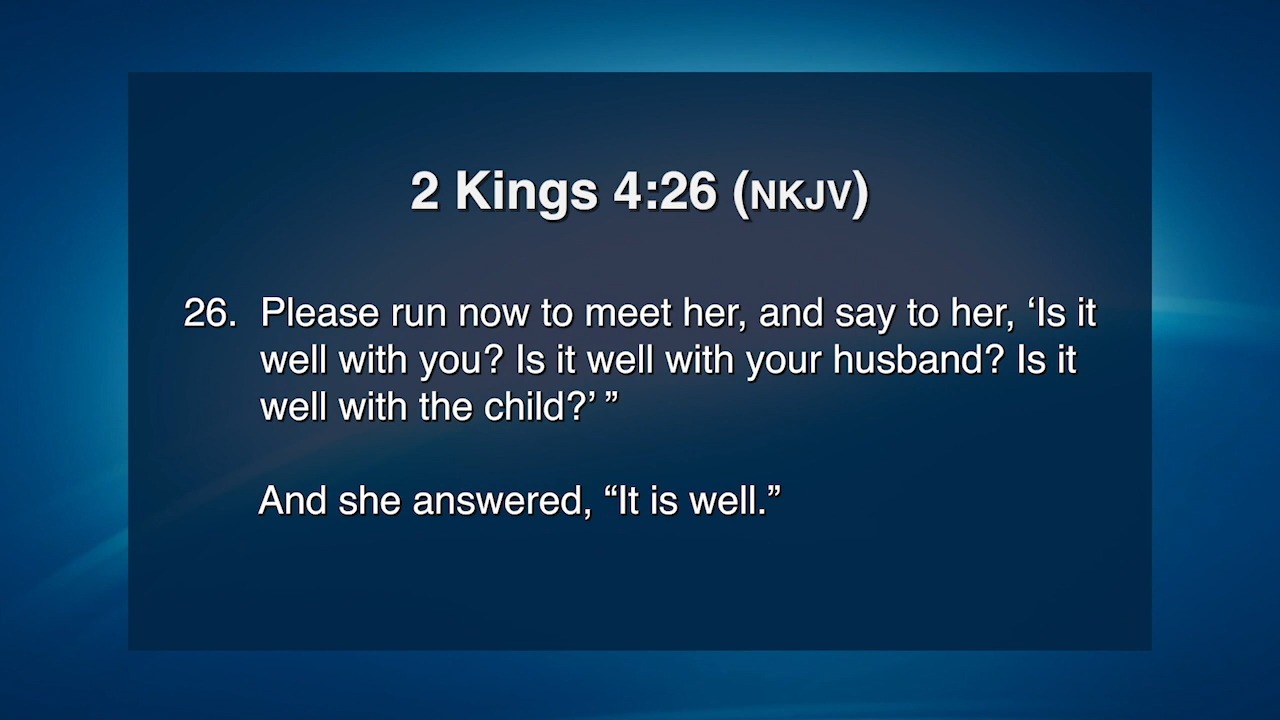 2 Kings 4:26 (NKJV)
26. Please run now to meet her, and say to her, ‘Is it
well with you? Is it well with your husband? Is it
well with the child?’ ”
And she answered, “It is well.”